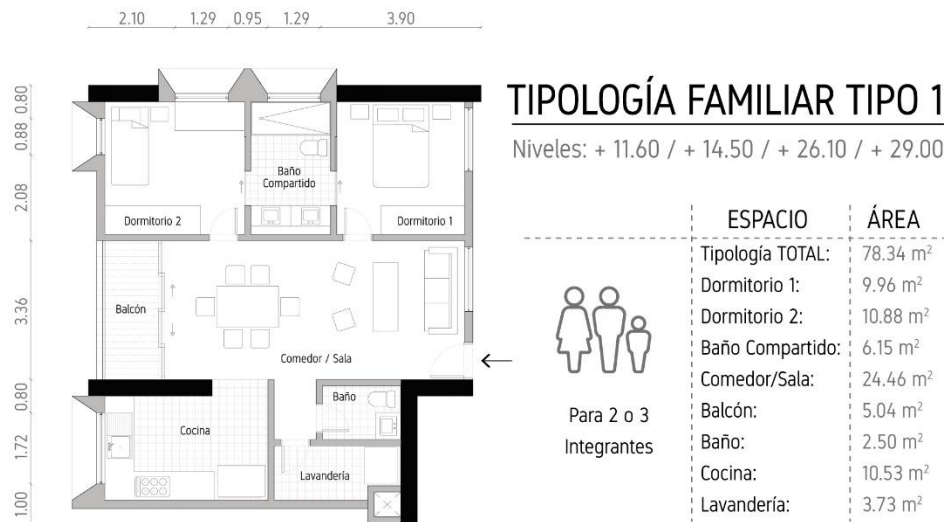 2.10 1.29 0.95 1.29 3.90
0.80
0.88
2.08
3.36
0.80
1.72
1.00
Baño
Compartido
Dormitorio 2
Dormitorio 1
Balcón
Comedor / Sala
Baño
Cocina
Lavandería
TIPOLOGÍA FAMILIAR TIPO 1
Niveles: + 11.60 / + 14.50 / + 26.10 / + 29.00
Para 2 o 3
Integrantes
ESPACIO ÁREA
Tipología TOTAL: 78.34 m²
Dormitorio 1: 9.96 m²
Dormitorio 2: 10.88 m²
Baño Compartido: 6.15 m²
Comedor/Sala: 24.46 m²
Balcón: 5.04 m²
Baño: 2.50 m²
Cocina: 10.53 m²
Lavandería: 3.73 m²